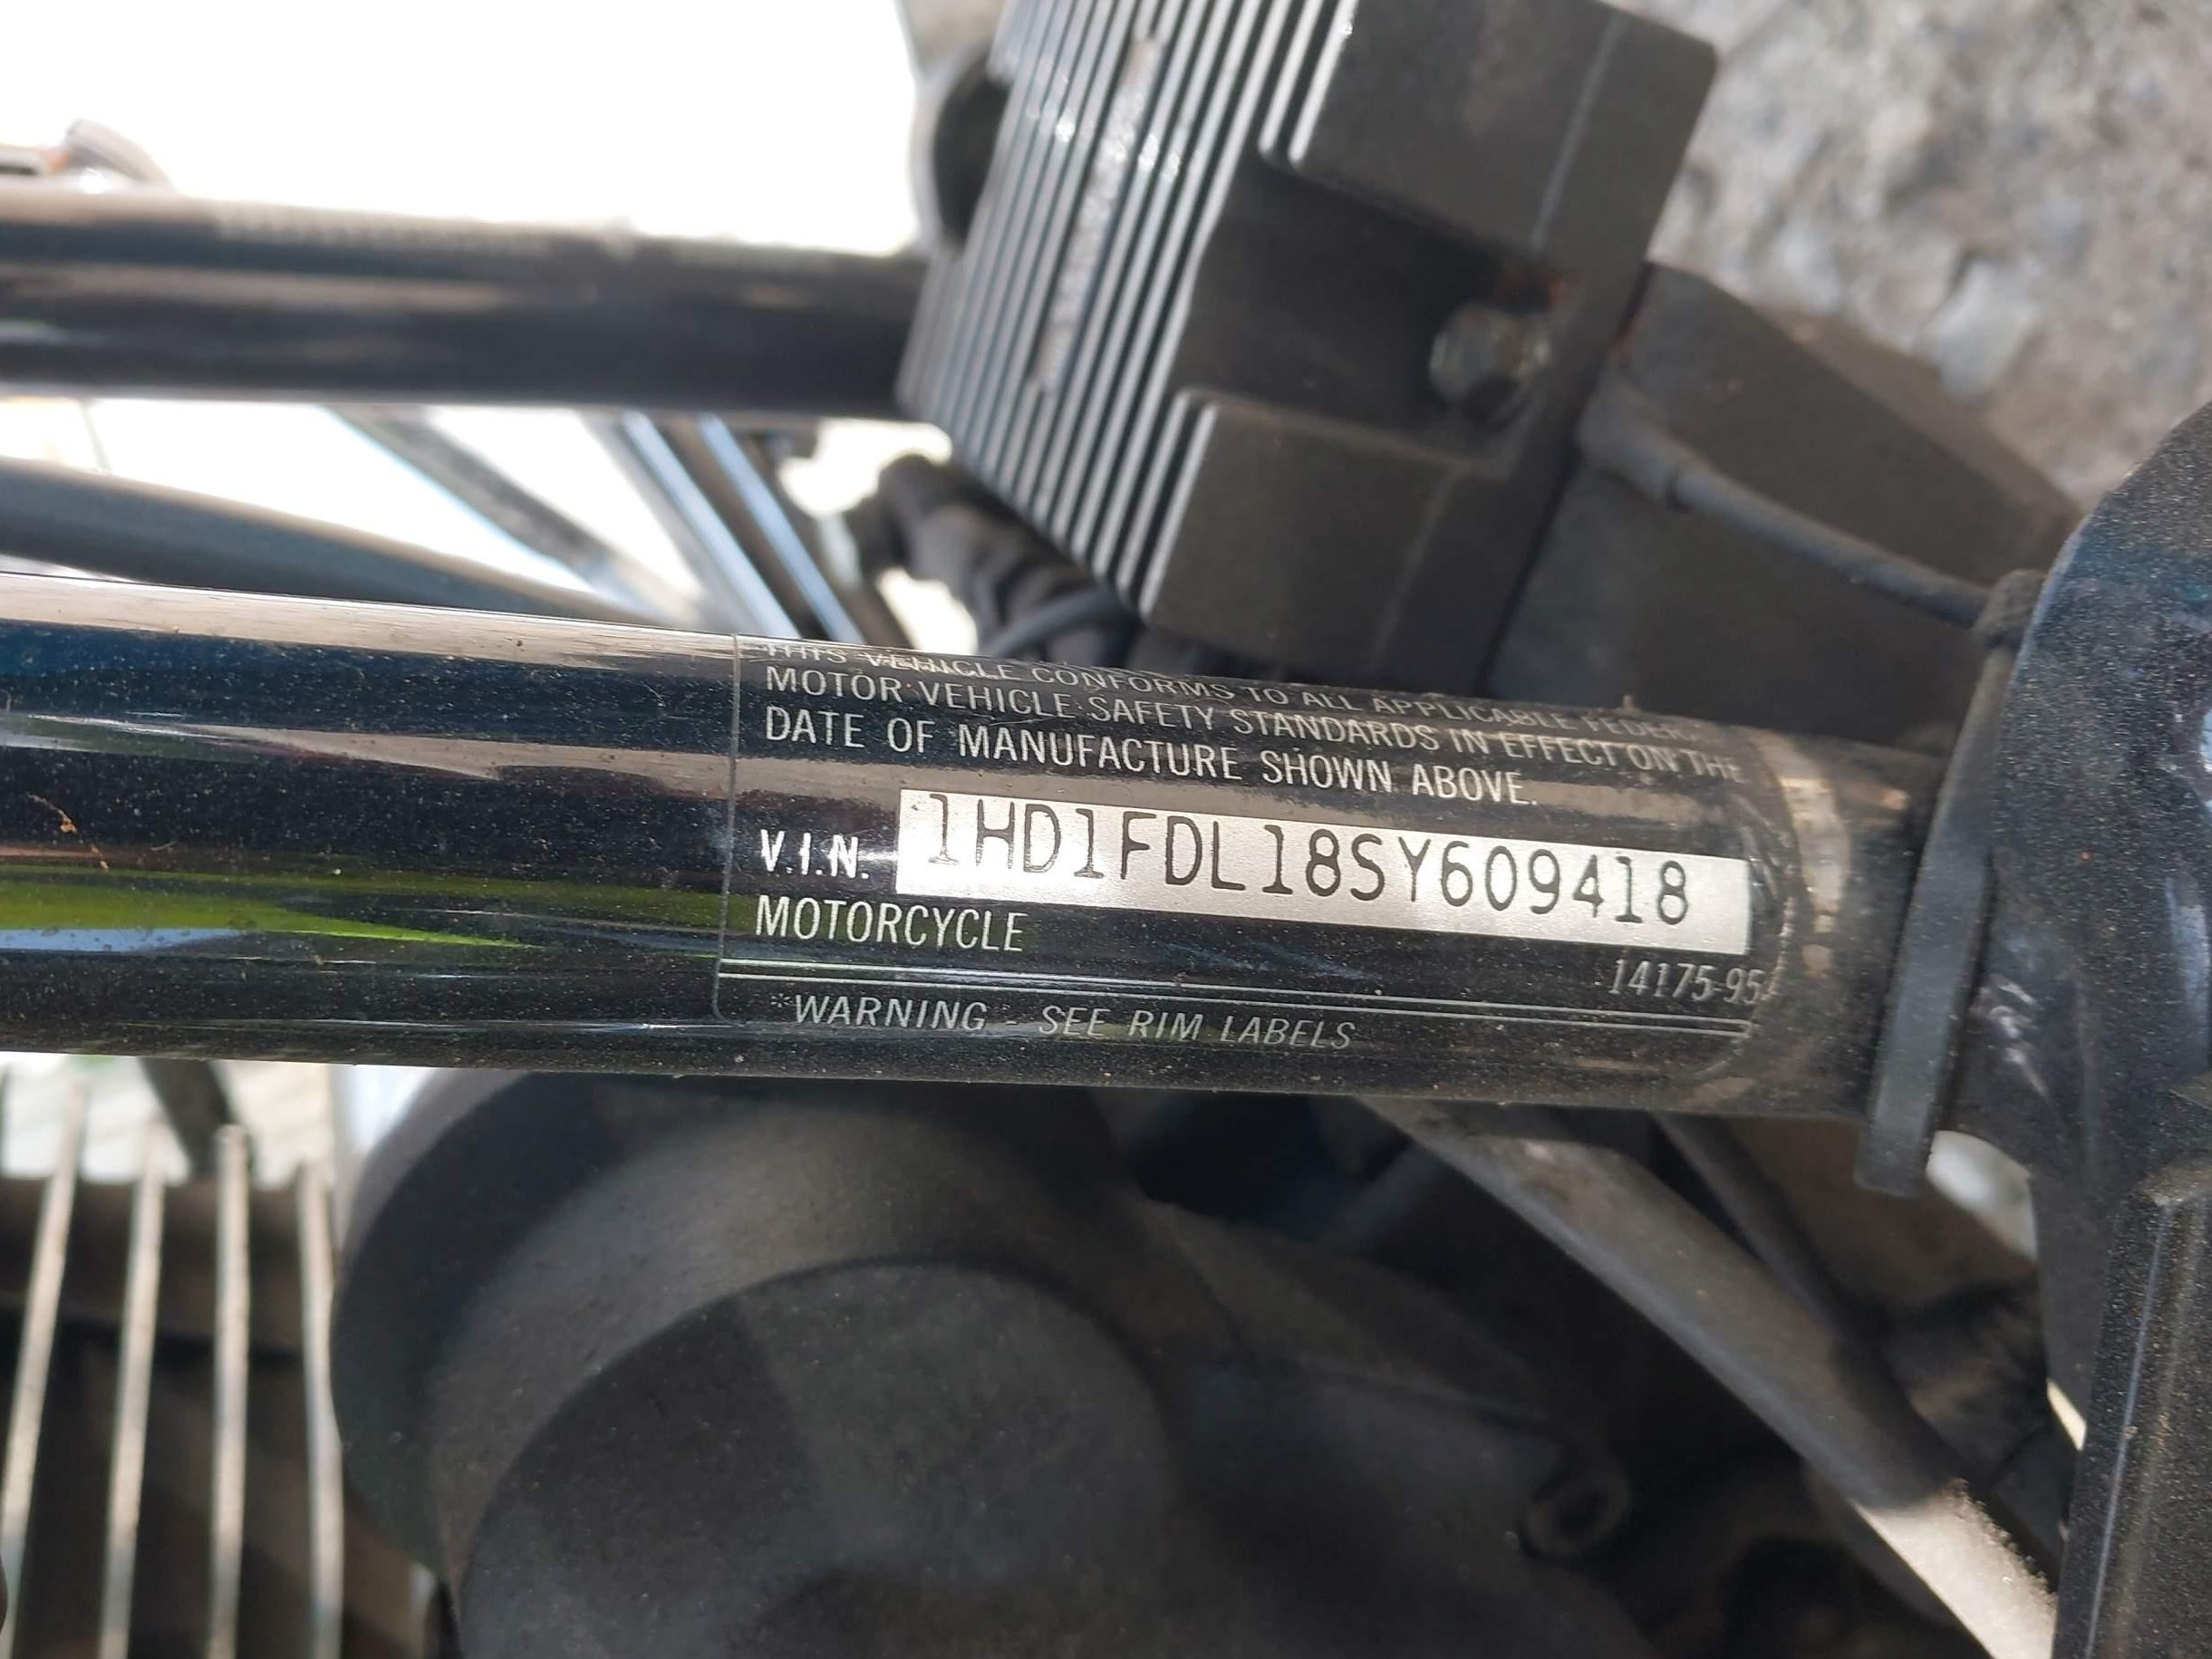 THIS VEHICLE CONFORMS TO ALL APPLICABLE FEDER
MOTOR VEHICLE SAFETY STANDARDS IN EFFECT ON THE
DATE OF MANUFACTURE SHOWN ABOVE.
V.I.N. 1HD1FDL18SY609418
MOTORCYCLE
14175-95
*WARNING - SEE RIM LABELS